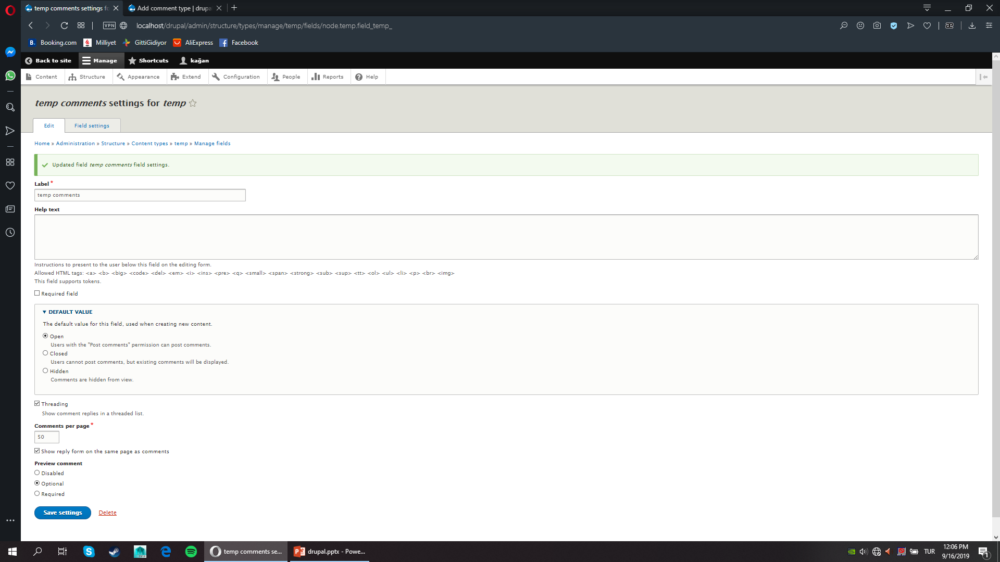 temp comments settings fo
Add comment type | drupa
VPN
localhost/drupal/admin/structure/types/manage/temp/fields/node.temp.field_temp_
B. Booking.com Milliyet GittiGidiyor AliExpress Facebook
Back to site Manage Shortcuts kağan
Content Structure Appearance Extend Configuration People Reports Help
temp comments settings for temp
Edit Field settings
Home » Administration » Structure » Content types » temp » Manage fields
Updated field temp comments field settings.
Label *
temp comments
Help text
Instructions to present to the user below this field on the editing form.
Allowed HTML tags: <a> <b> <big> <code> <del> <em> <i> <ins> <pre> <q> <small> <span> <strong> <sub> <sup> <tt> <ol> <ul> <li> <p> <br> <img>
This field supports tokens.
Required field
▼ DEFAULT VALUE
The default value for this field, used when creating new content.
Open
Users with the "Post comments" permission can post comments.
Closed
Users cannot post comments, but existing comments will be displayed.
Hidden
Comments are hidden from view.
Threading
Show comment replies in a threaded list.
Comments per page *
50
Show reply form on the same page as comments
Preview comment
Disabled
Optional
Required
Save settings Delete
temp comments se...
drupal.pptx - Powe...
TUR
12:06 PM
9/16/2019
1